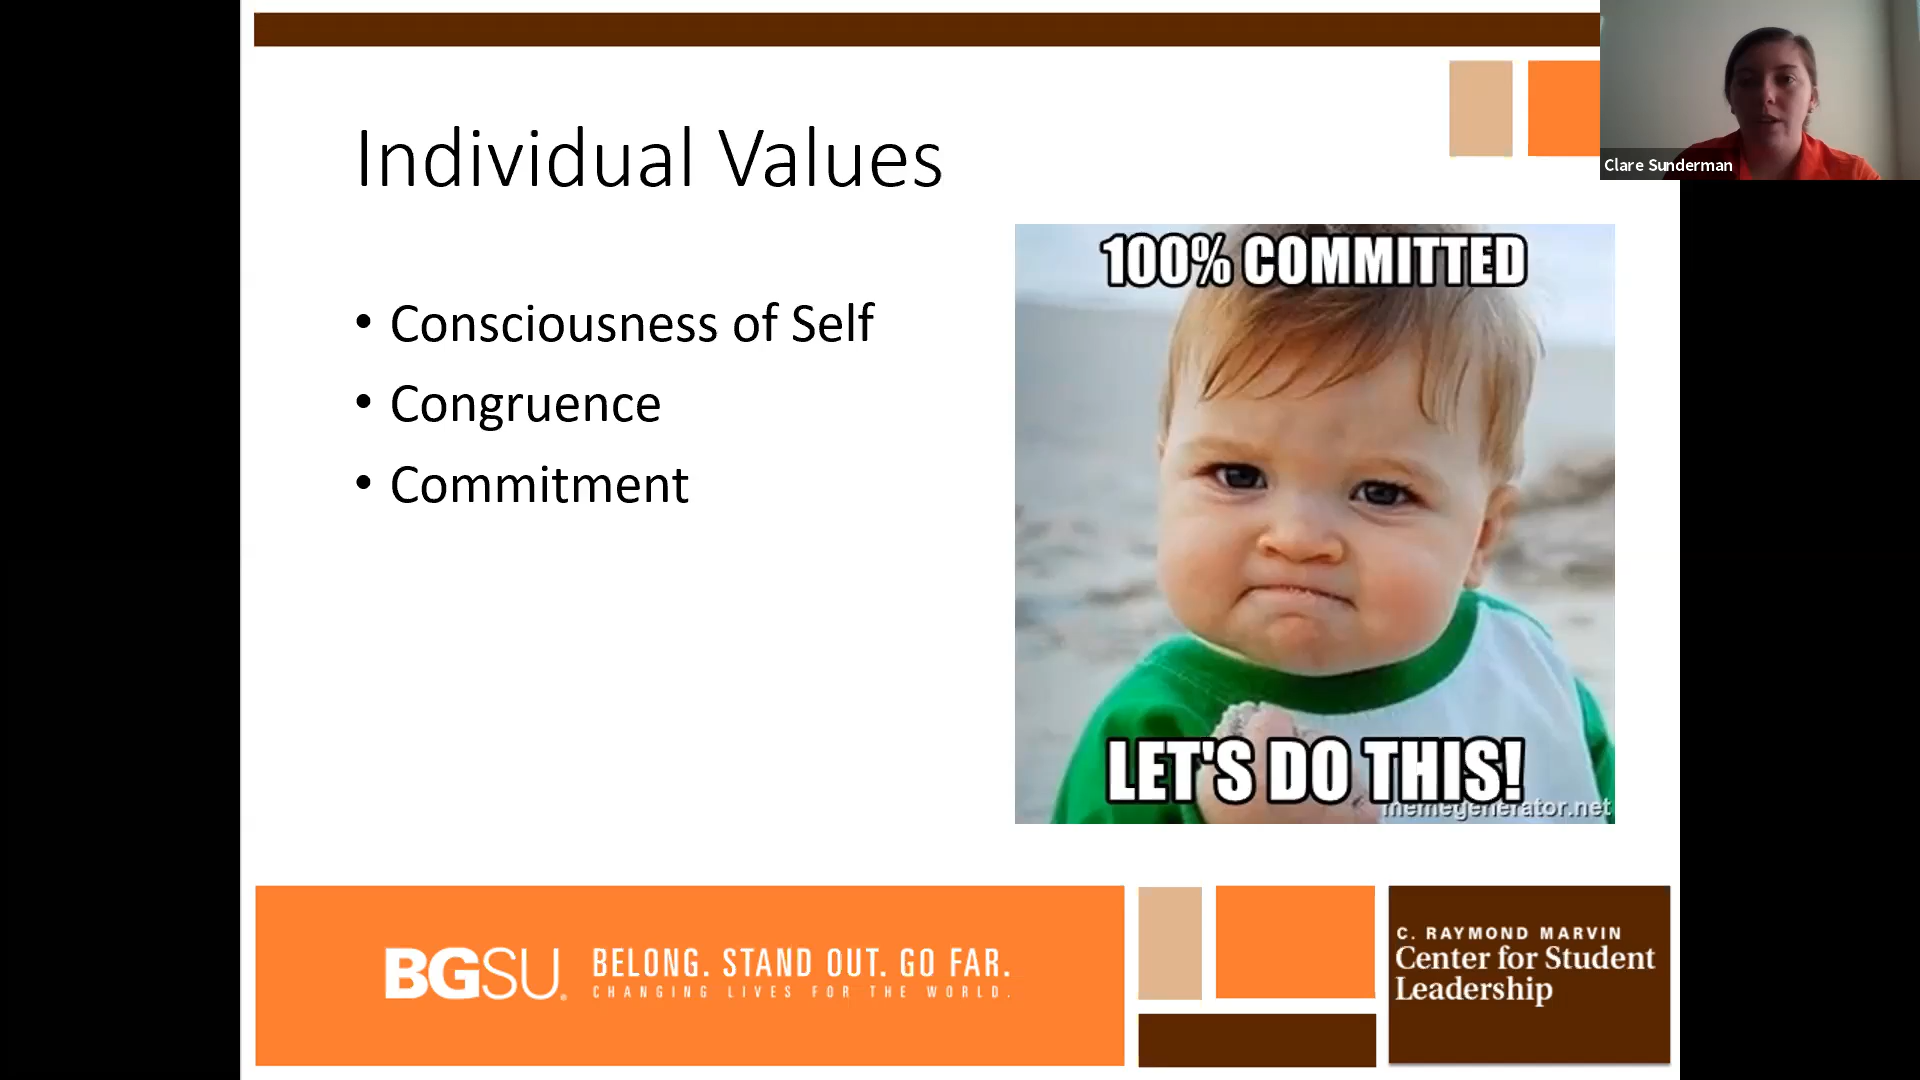 Individual Values
Clare Sunderman
• Consciousness of Self
• Congruence
• Commitment
100% COMMITTED
LET'S DO THIS!
memegenerator.net
BGSU.
BELONG. STAND OUT. GO FAR.
CHANGING LIVES FOR THE WORLD.
C. RAYMOND MARVIN
Center for Student
Leadership